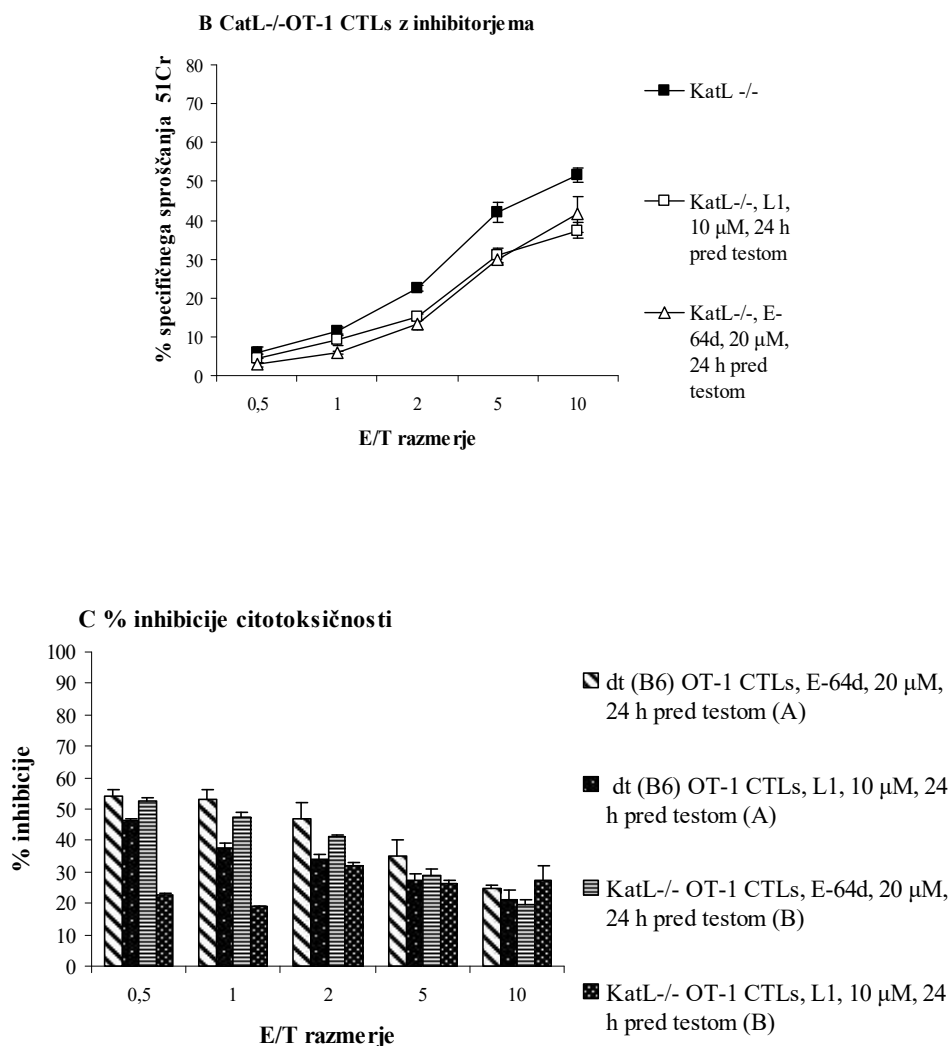 B CatL-/-OT-1 CTLs z inhibitorjema
% specifičnega sproščanja 51Cr
80
70
60
50
40
30
20
10
0
0,5
1
2
5
10
E/T razmerje
KatL -/-
KatL-/-, L1,
10 μM, 24 h
pred testom
KatL-/-, E-
64d, 20 μM,
24 h pred
testom
C % inhibicije citotoksičnosti
% inhibicije
100
90
80
70
60
50
40
30
20
10
0
0,5
1
2
5
10
E/T razmerje
dt (B6) OT-1 CTLs, E-64d, 20 μM,
24 h pred testom (A)
dt (B6) OT-1 CTLs, L1, 10 μM, 24
h pred testom (A)
KatL-/- OT-1 CTLs, E-64d, 20 μM,
24 h pred testom (B)
KatL-/- OT-1 CTLs, L1, 10 μM, 24
h pred testom (B)